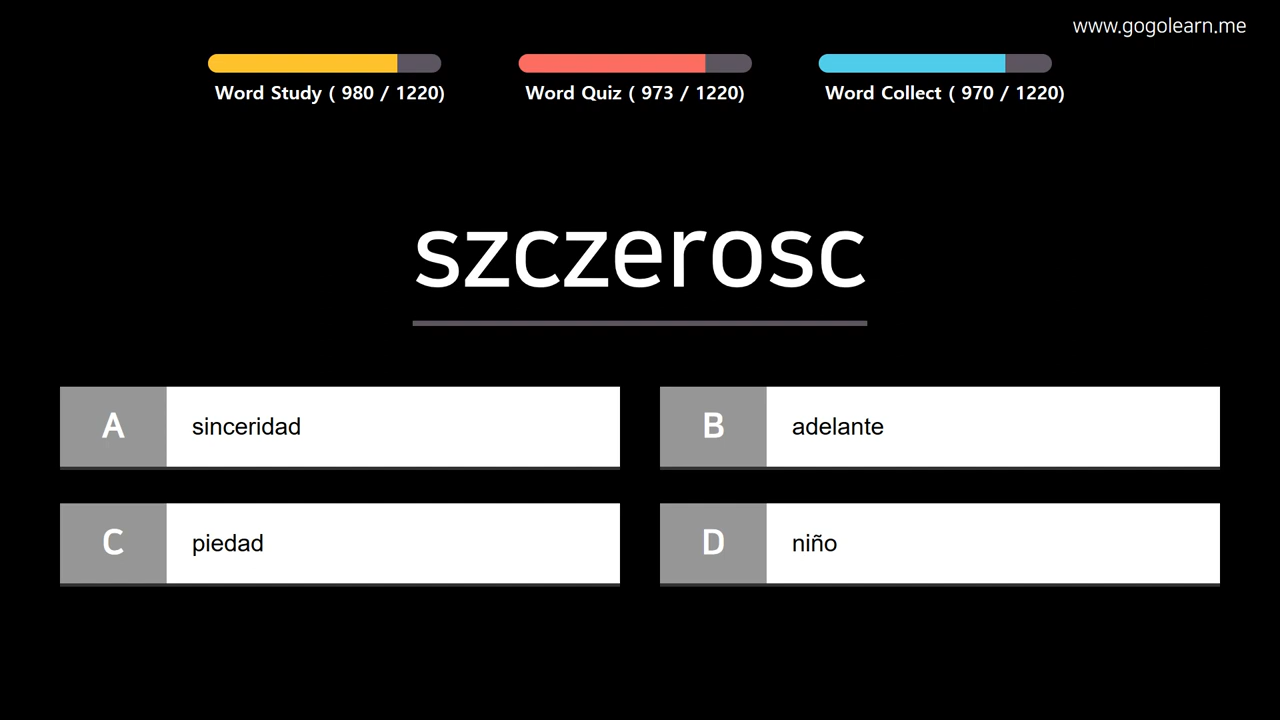 www.gogolearn.me
Word Study ( 980 / 1220)
Word Quiz ( 973 / 1220)
Word Collect ( 970 / 1220)
szczerosc
A sinceridad
B adelante
C piedad
D niño